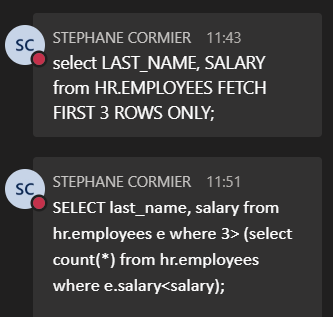 SC
STEPHANE CORMIER 11:43
select LAST_NAME, SALARY
from HR.EMPLOYEES FETCH
FIRST 3 ROWS ONLY;
SC
STEPHANE CORMIER 11:51
SELECT last_name, salary from
hr.employees e where 3> (select
count(*) from hr.employees
where e.salary<salary);